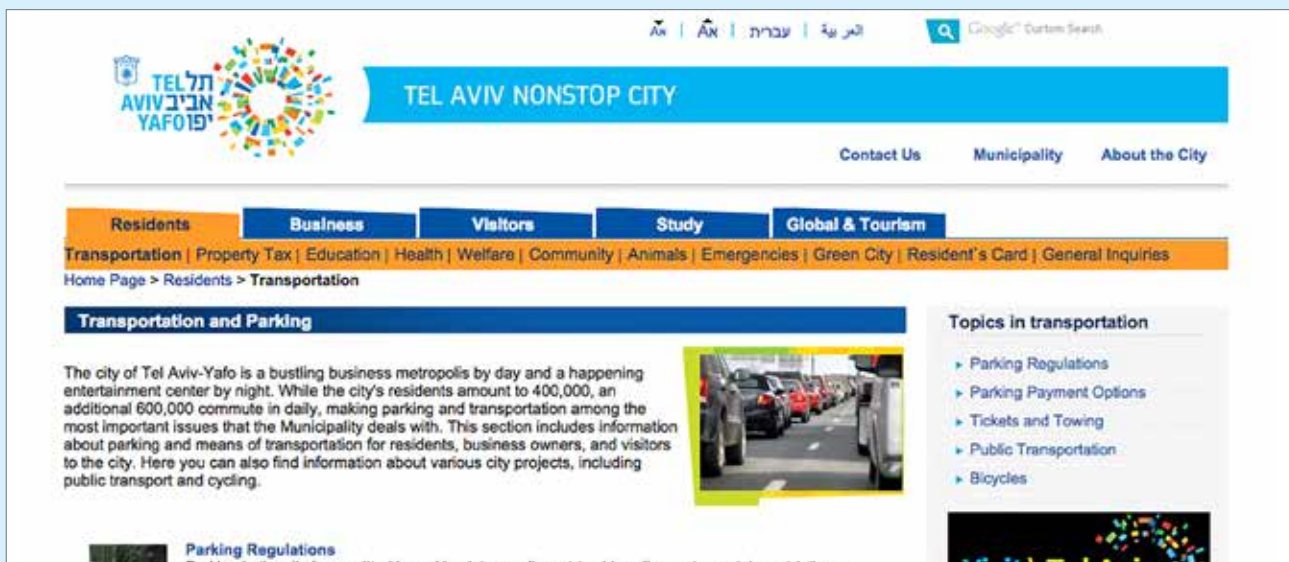 אA | אA | עברית | العربية
Google™ Custom Search
TEL תל
AVIV אביב
YAFO יפו
TEL AVIV NONSTOP CITY
Contact Us Municipality About the City
Residents Business Visitors Study Global & Tourism
Transportation | Property Tax | Education | Health | Welfare | Community | Animals | Emergencies | Green City | Resident's Card | General Inquiries
Home Page > Residents > Transportation
Transportation and Parking
The city of Tel Aviv-Yafo is a bustling business metropolis by day and a happening
entertainment center by night. While the city's residents amount to 400,000, an
additional 600,000 commute in daily, making parking and transportation among the
most important issues that the Municipality deals with. This section includes information
about parking and means of transportation for residents, business owners, and visitors
to the city. Here you can also find information about various city projects, including
public transport and cycling.
Parking Regulations
Topics in transportation
Parking Regulations
Parking Payment Options
Tickets and Towing
Public Transportation
Bicycles